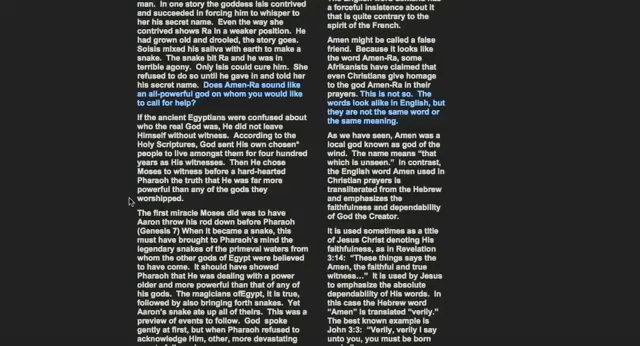 man. In one story the goddess Isis contrived
and succeeded in forcing him to whisper to
her his secret name. Even the way she
contrived shows Ra in a weaker position. He
had grown old and drooled, the story goes.
SoIsis mixed his saliva with earth to make a
snake. The snake bit Ra and he was in
terrible agony. Only Isis could cure him. She
refused to do so until he gave in and told her
his secret name. Does Amen-Ra sound like
an all-powerful god on whom you would like
to call for help?
If the ancient Egyptians were confused about
who the real God was, He did not leave
Himself without witness. According to the
Holy Scriptures, God sent His own chosen*
people to live amongst them for four hundred
years as His witnesses. Then He chose
Moses to witness before a hard-hearted
Pharaoh the truth that He was far more
powerful than any of the gods they
worshipped.
The first miracle Moses did was to have
Aaron throw his rod down before Pharaoh
(Genesis 7) When it became a snake, this
must have brought to Pharaoh's mind the
legendary snakes of the primeval waters from
whom the other gods of Egypt were believed
to have come. It should have showed
Pharaoh that He was dealing with a power
older and more powerful than that of any of
his gods. The magicians ofEgypt, it is true,
followed by also bringing forth snakes. Yet
Aaron's snake ate up all of theirs. This was a
preview of events to follow. God spoke
gently at first, but when Pharaoh refused to
acknowledge Him, other, more devastating
a forceful insistence about it
that is quite contrary to the
spirit of the French.
Amen might be called a false
friend. Because it looks like
the word Amen-Ra, some
Afrikanists have claimed that
even Christians give homage
to the god Amen-Ra in their
prayers. This is not so. The
words look alike in English, but
they are not the same word or
the same meaning.
As we have seen, Amen was a
local god known as god of the
wind. The name means "that
which is unseen." In contrast,
the English word Amen used in
Christian prayers is
transliterated from the Hebrew
and emphasizes the
faithfulness and dependability
of God the Creator.
It is used sometimes as a title
of Jesus Christ denoting His
faithfulness, as in Revelation
3:14: "These things says the
Amen, the faithful and true
witness..." It is used by Jesus
to emphasize the absolute
dependability of His words. In
this case the Hebrew word
"Amen" is translated "verily."
The best known example is
John 3:3: "Verily, verily I say
unto you, you must be born